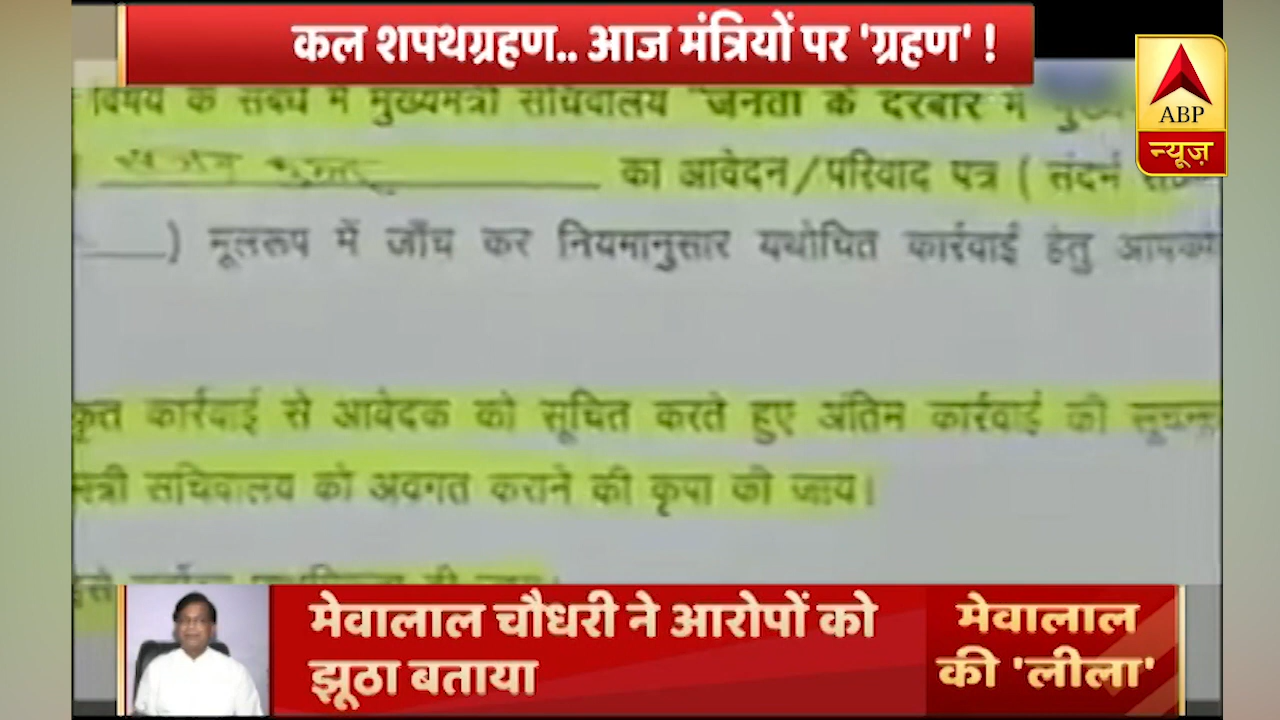 कल शपथग्रहण.. आज मंत्रियों पर 'ग्रहण' !
ABP
न्यूज़
विषय के संबंध में मुख्यमंत्री सचिवालय "जनता के दरबार में
का आवेदन/परिवाद पत्र ( संदर्भ
) मूलरूप में जाँच कर नियमानुसार यथोचित कार्रवाई हेतु
कृत कार्रवाई से आवेदक को सूचित करते हुए अंतिम कार्रवाई की सूचना
सचिवालय को अवगत कराने की कृपा की जाय।
मेवालाल चौधरी ने आरोपों को
झूठा बताया
मेवालाल
की 'लीला'